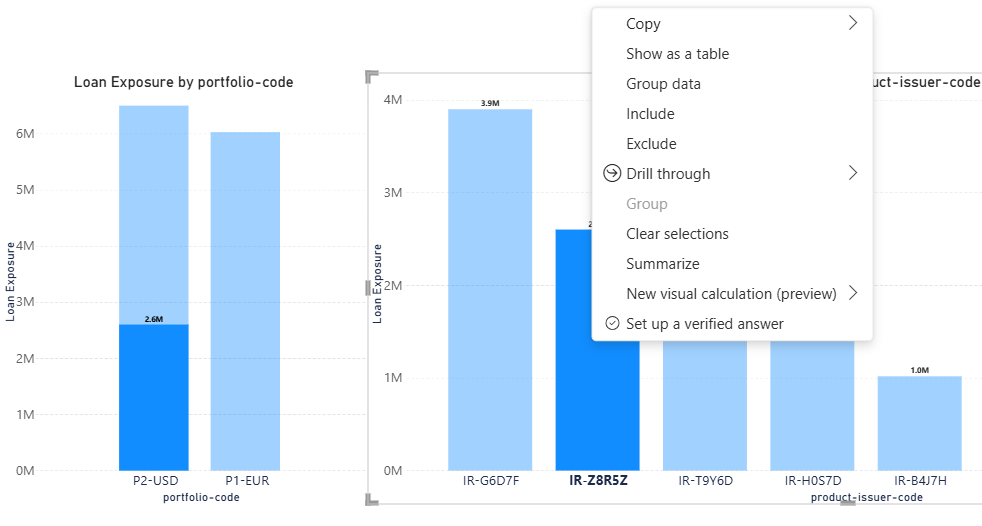 Loan Exposure by portfolio-code
6M
5M
4M
3M
2M
1M
0M
Loan Exposure
2.6M
P2-USD
P1-EUR
portfolio-code
uct-issuer-code
4M
3M
2M
1M
0M
Loan Exposure
3.9M
2
1.0M
IR-G6D7F
IR-Z8R5Z
IR-T9Y6D
IR-H0S7D
IR-B4J7H
product-issuer-code
Copy
Show as a table
Group data
Include
Exclude
Drill through
Group
Clear selections
Summarize
New visual calculation (preview)
Set up a verified answer